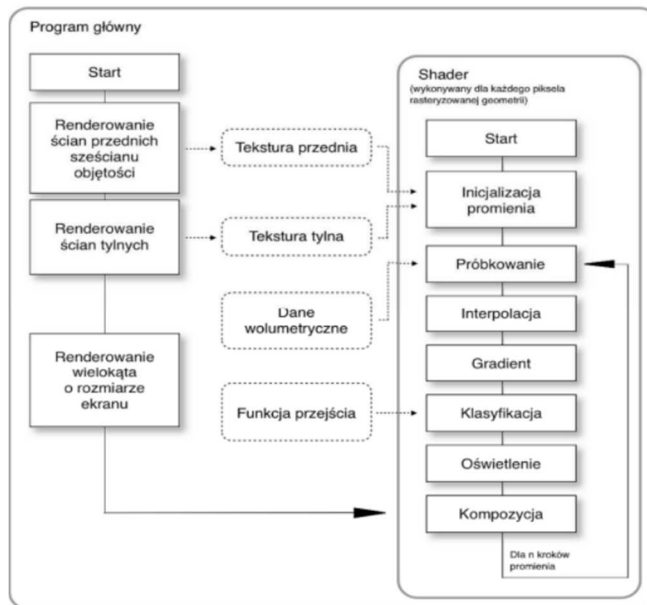 Program główny
Start
Renderowanie
ścian przednich
sześcianu
objętości
Renderowanie
ścian tylnych
Renderowanie
wielokąta
o rozmiarze
ekranu
Tekstura przednia
Tekstura tylna
Dane
wolumetryczne
Funkcja przejścia
Shader
(wykonywany dla każdego piksela
rasteryzowanej geometrii)
Start
Inicjalizacja
promienia
Próbkowanie
Interpolacja
Gradient
Klasyfikacja
Oświetlenie
Kompozycja
Dla n kroków
promienia